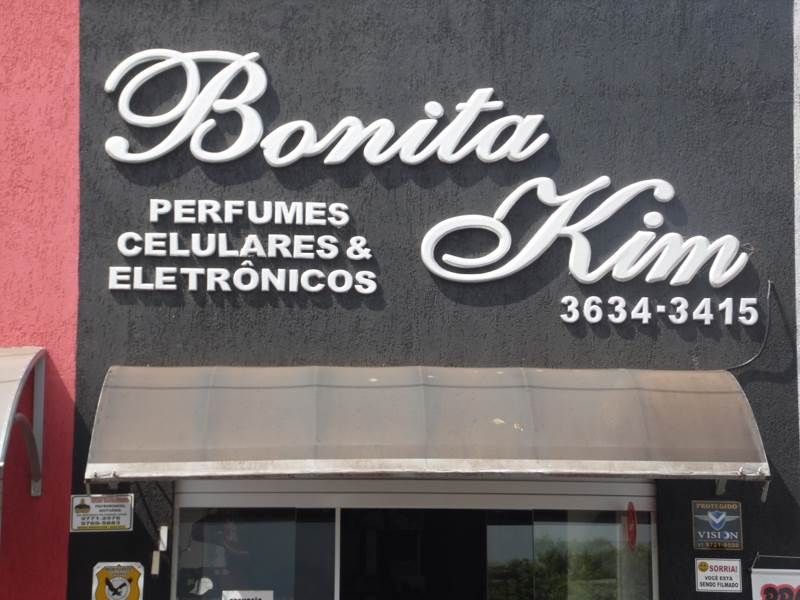 Bonita
Kim
PERFUMES
CELULARES &
ELETRÔNICOS
3634-3415
PROTEGIDO
VISION
SORRIA!
VOCÊ ESTÁ
SENDO FILMADO